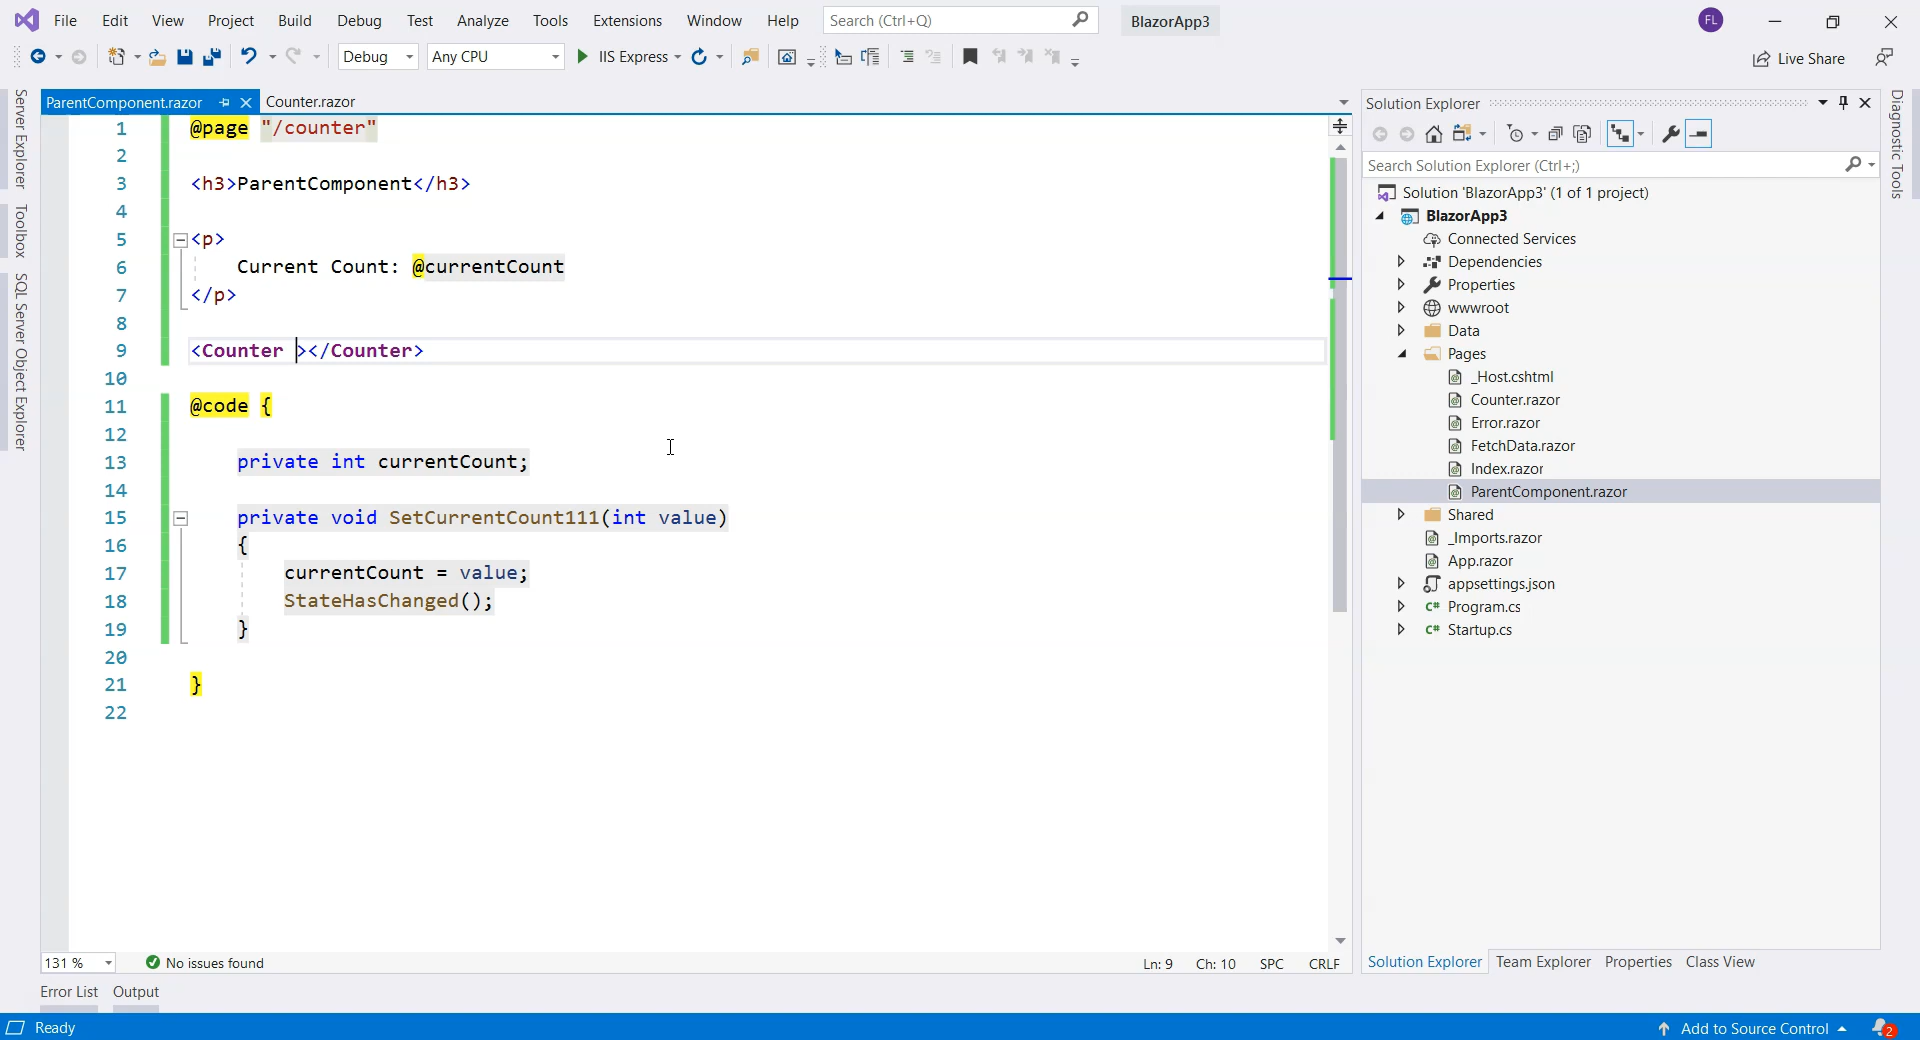 File Edit View Project Build Debug Test Analyze Tools Extensions Window Help Search (Ctrl+Q) BlazorApp3 FL
Debug Any CPU IIS Express Live Share
ParentComponent.razor Counter.razor
1 @page "/counter"
2
3 <h3>ParentComponent</h3>
4
5 <p>
6 Current Count: @currentCount
7 </p>
8
9 <Counter ></Counter>
10
11 @code {
12
13 private int currentCount;
14
15 private void SetCurrentCount111(int value)
16 {
17 currentCount = value;
18 StateHasChanged();
19 }
20
21 }
22
131 % No issues found Ln: 9 Ch: 10 SPC CRLF
Error List Output
Ready Add to Source Control 2
Server Explorer
Toolbox
SQL Server Object Explorer
Solution Explorer
Search Solution Explorer (Ctrl+;)
Solution 'BlazorApp3' (1 of 1 project)
BlazorApp3
Connected Services
Dependencies
Properties
wwwroot
Data
Pages
_Host.cshtml
Counter.razor
Error.razor
FetchData.razor
Index.razor
ParentComponent.razor
Shared
_Imports.razor
App.razor
appsettings.json
C# Program.cs
C# Startup.cs
Solution Explorer Team Explorer Properties Class View
Diagnostic Tools